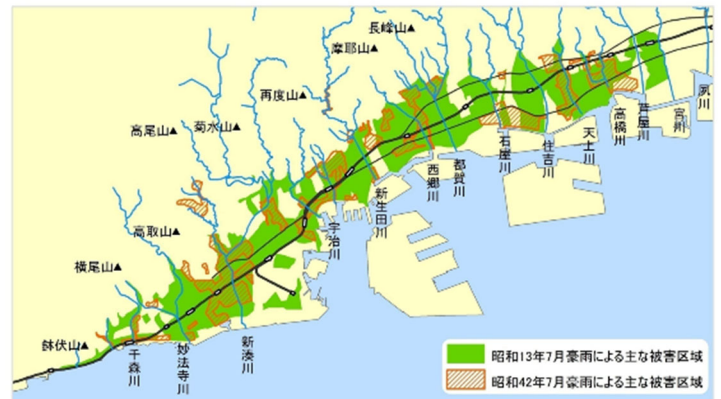 長峰山▲
摩耶山▲
再度山▲
菊水山▲
高尾山▲
高取山▲
横尾山▲
鉢伏山▲
夙川
宮川
芦屋川
高橋川
天上川
住吉川
石屋川
都賀川
西郷川
新生田川
宇治川
新湊川
妙法寺川
千森川
昭和13年7月豪雨による主な被害区域
昭和42年7月豪雨による主な被害区域